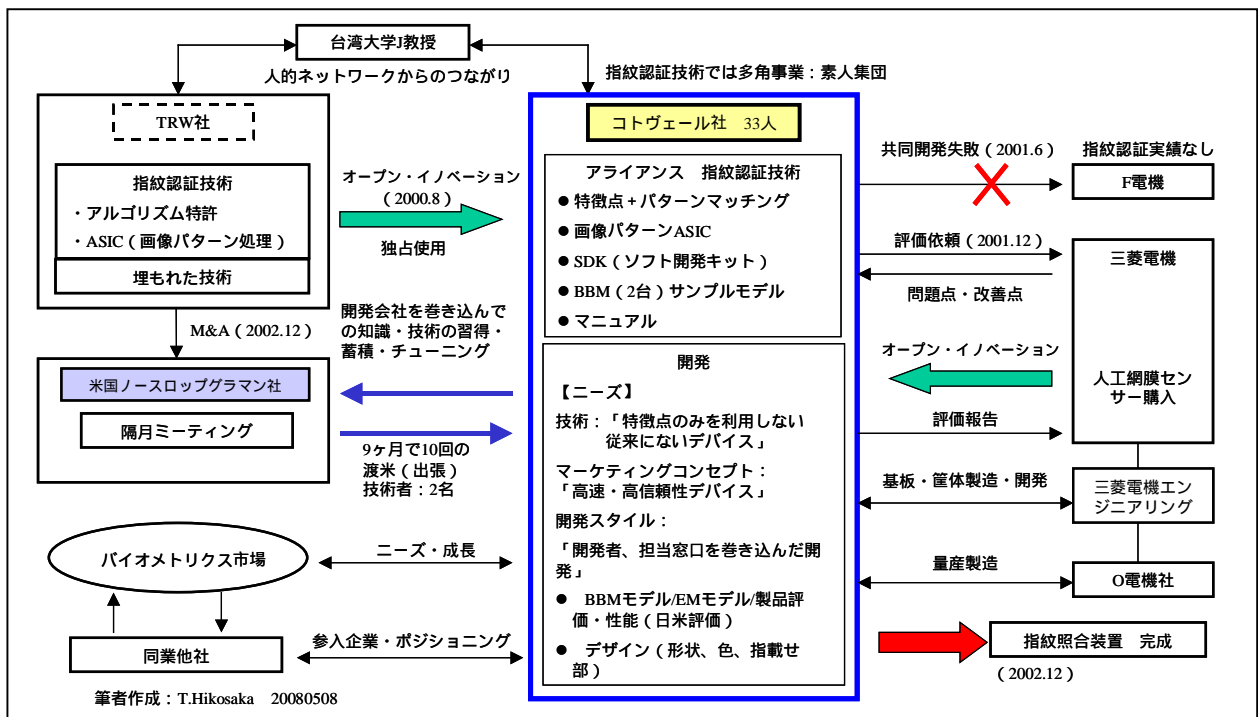 台湾大学J教授
人的ネットワークからのつながり
指紋認証技術では多角事業：素人集団
TRW社
指紋認証技術
・アルゴリズム特許
・ASIC（画像パターン処理）
埋もれた技術
オープン・イノベーション
（2000.8）
独占使用
M&A（2002.12）
開発会社を巻き込んで
の知識・技術の習得・
蓄積・チューニング
米国ノースロップグラマン社
隔月ミーティング
9ヶ月で10回の
渡米（出張）
技術者：2名
バイオメトリクス市場
ニーズ・成長
同業他社
参入企業・ポジショニング
筆者作成：T.Hikosaka 20080508
コトヴェール社 33人
アライアンス 指紋認証技術
● 特徴点＋パターンマッチング
● 画像パターンASIC
● SDK（ソフト開発キット）
● BBM（2台）サンプルモデル
● マニュアル
開発
【ニーズ】
技術：「特徴点のみを利用しない
従来にないデバイス」
マーケティングコンセプト：
「高速・高信頼性デバイス」
開発スタイル：
「開発者、担当窓口を巻き込んだ開
発」
● BBMモデル/EMモデル/製品評
価・性能（日米評価）
● デザイン（形状、色、指載せ
部）
共同開発失敗（2001.6）
指紋認証実績なし
F電機
評価依頼（2001.12）
問題点・改善点
三菱電機
オープン・イノベーション
人工網膜セン
サー購入
評価報告
基板・筐体製造・開発
三菱電機エン
ジニアリング
量産製造
O電機社
指紋照合装置 完成
（2002.12）